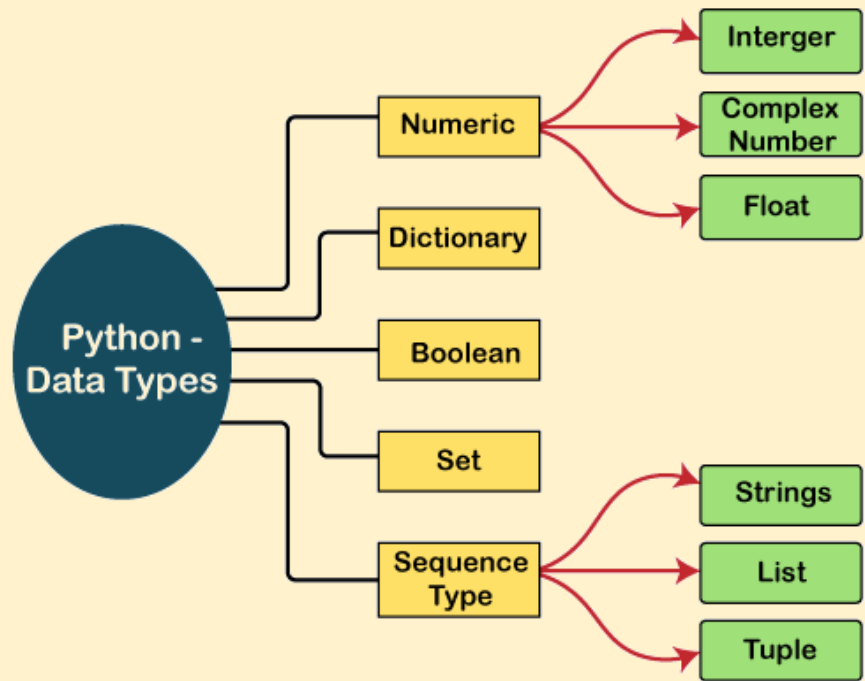 Python -
Data Types
Numeric
Dictionary
Boolean
Set
Sequence
Type
Interger
Complex
Number
Float
Strings
List
Tuple